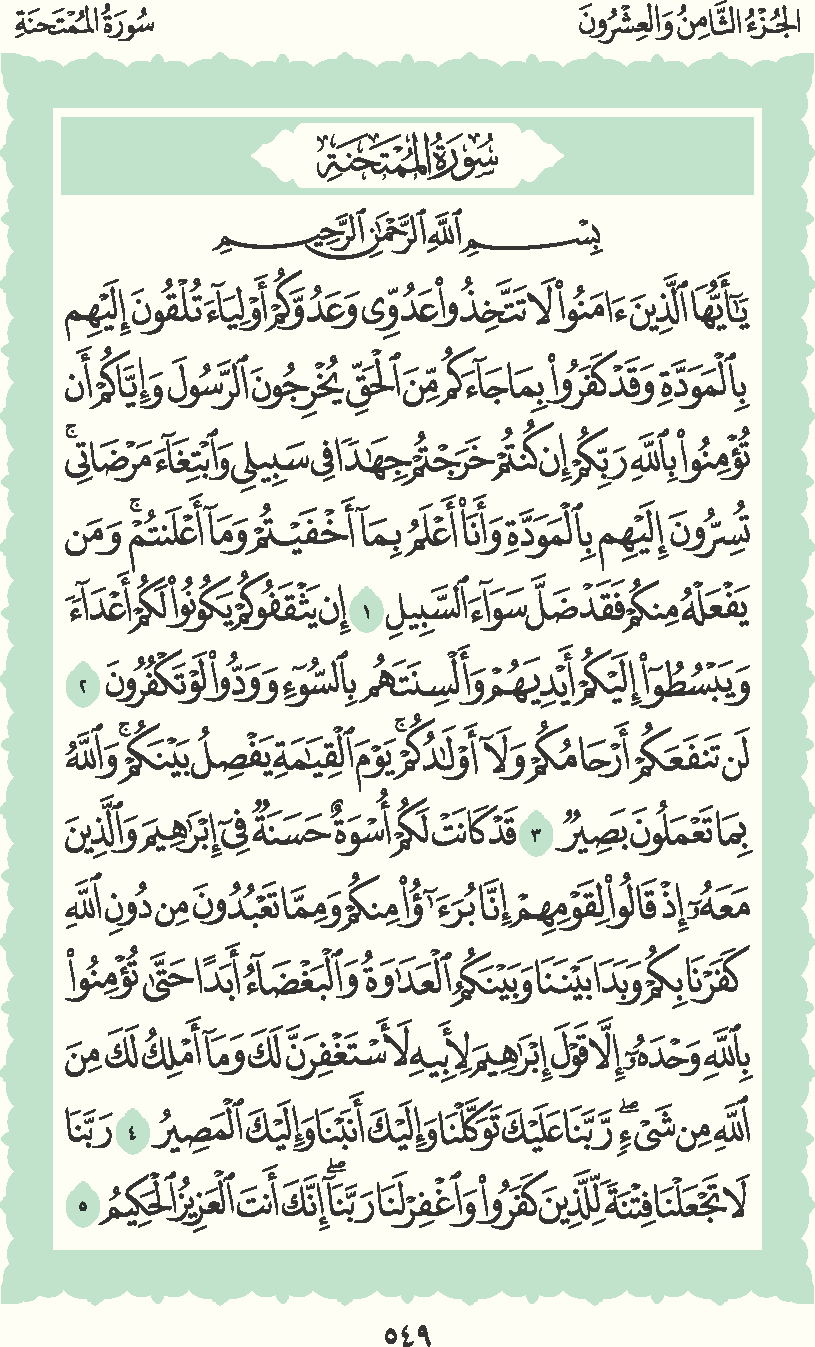 الجُزْءُ الثَّامِنُ وَالعِشْرُونَ
سُورَةُ المُمْتَحنَةِ
سُورَةُ المُمْتَحنَةِ
بِسْمِ ٱللَّهِ ٱلرَّحْمَٰنِ ٱلرَّحِيمِ
يَٰٓأَيُّهَا ٱلَّذِينَ ءَامَنُوا۟ لَا تَتَّخِذُوا۟ عَدُوِّى وَعَدُوَّكُمْ أَوْلِيَآءَ تُلْقُونَ إِلَيْهِم
بِٱلْمَوَدَّةِ وَقَدْ كَفَرُوا۟ بِمَا جَآءَكُم مِّنَ ٱلْحَقِّ يُخْرِجُونَ ٱلرَّسُولَ وَإِيَّاكُمْ أَن
تُؤْمِنُوا۟ بِٱللَّهِ رَبِّكُمْ إِن كُنتُمْ خَرَجْتُمْ جِهَٰدًا فِى سَبِيلِى وَٱبْتِغَآءَ مَرْضَاتِى ۚ
تُسِرُّونَ إِلَيْهِم بِٱلْمَوَدَّةِ وَأَنَا۠ أَعْلَمُ بِمَآ أَخْفَيْتُمْ وَمَآ أَعْلَنتُمْ ۚ وَمَن
يَفْعَلْهُ مِنكُمْ فَقَدْ ضَلَّ سَوَآءَ ٱلسَّبِيلِ ١ إِن يَثْقَفُوكُمْ يَكُونُوا۟ لَكُمْ أَعْدَآءً
وَيَبْسُطُوٓا۟ إِلَيْكُمْ أَيْدِيَهُمْ وَأَلْسِنَتَهُم بِٱلسُّوٓءِ وَوَدُّوا۟ لَوْ تَكْفُرُونَ ٢
لَن تَنفَعَكُمْ أَرْحَامُكُمْ وَلَآ أَوْلَٰدُكُمْ ۚ يَوْمَ ٱلْقِيَٰمَةِ يَفْصِلُ بَيْنَكُمْ ۚ وَٱللَّهُ
بِمَا تَعْمَلُونَ بَصِيرٌ ٣ قَدْ كَانَتْ لَكُمْ أُسْوَةٌ حَسَنَةٌ فِىٓ إِبْرَٰهِيمَ وَٱلَّذِينَ
مَعَهُۥٓ إِذْ قَالُوا۟ لِقَوْمِهِمْ إِنَّا بُرَءَٰٓؤُا۟ مِنكُمْ وَمِمَّا تَعْبُدُونَ مِن دُونِ ٱللَّهِ
كَفَرْنَا بِكُمْ وَبَدَا بَيْنَنَا وَبَيْنَكُمُ ٱلْعَدَٰوَةُ وَٱلْبَغْضَآءُ أَبَدًا حَتَّىٰ تُؤْمِنُوا۟
بِٱللَّهِ وَحْدَهُۥٓ إِلَّا قَوْلَ إِبْرَٰهِيمَ لِأَبِيهِ لَأَسْتَغْفِرَنَّ لَكَ وَمَآ أَمْلِكُ لَكَ مِنَ
ٱللَّهِ مِن شَىْءٍ ۖ رَّبَّنَا عَلَيْكَ تَوَكَّلْنَا وَإِلَيْكَ أَنَبْنَا وَإِلَيْكَ ٱلْمَصِيرُ ٤ رَبَّنَا
لَا تَجْعَلْنَا فِتْنَةً لِّلَّذِينَ كَفَرُوا۟ وَٱغْفِرْ لَنَا رَبَّنَآ ۖ إِنَّكَ أَنتَ ٱلْعَزِيزُ ٱلْحَكِيمُ ٥
٥٤٩